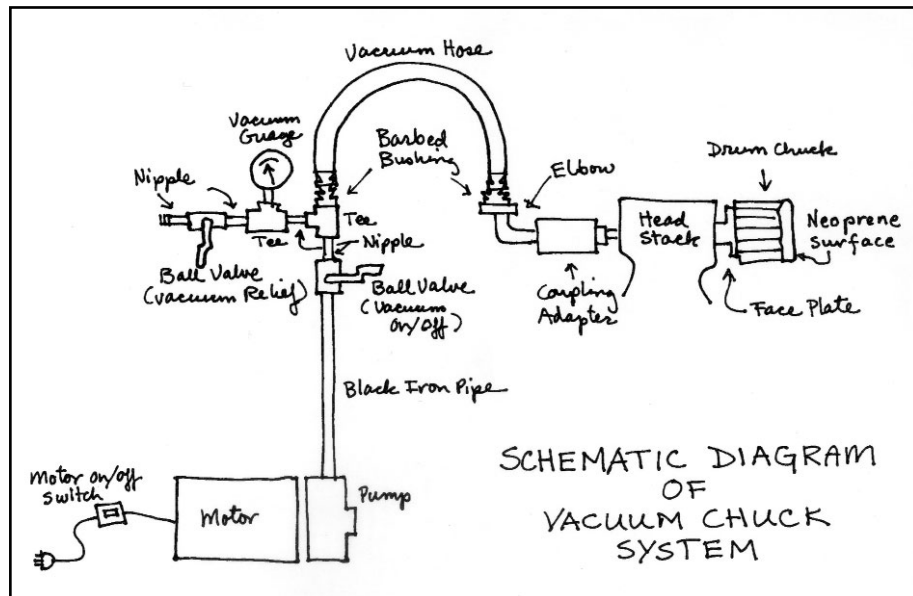 Vacuum Hose
Vacuum
Guage
Barbed
Bushing
Drum Chuck
Nipple
Elbow
Tee
Tee
Head
Stock
Neoprene
Surface
Nipple
Ball Valve
(Vacuum Relief)
Ball Valve
(Vacuum
on/off)
Coupling
Adapter
Face Plate
Black Iron Pipe
Motor on/off
switch
Motor
Pump
SCHEMATIC DIAGRAM
OF
VACUUM CHUCK
SYSTEM